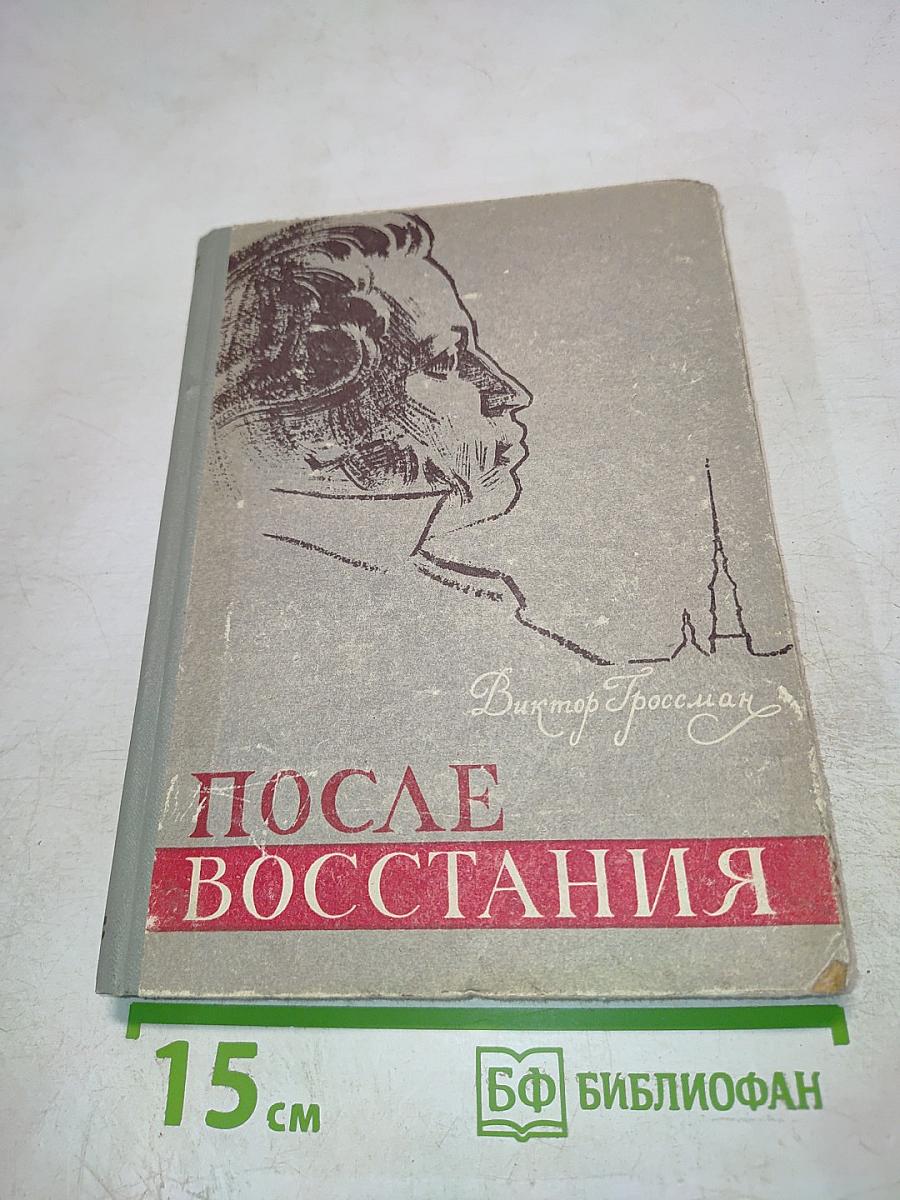 Виктор Гроссман
ПОСЛЕ
ВОССТАНИЯ
15 см
БФ БИБЛИОФАН